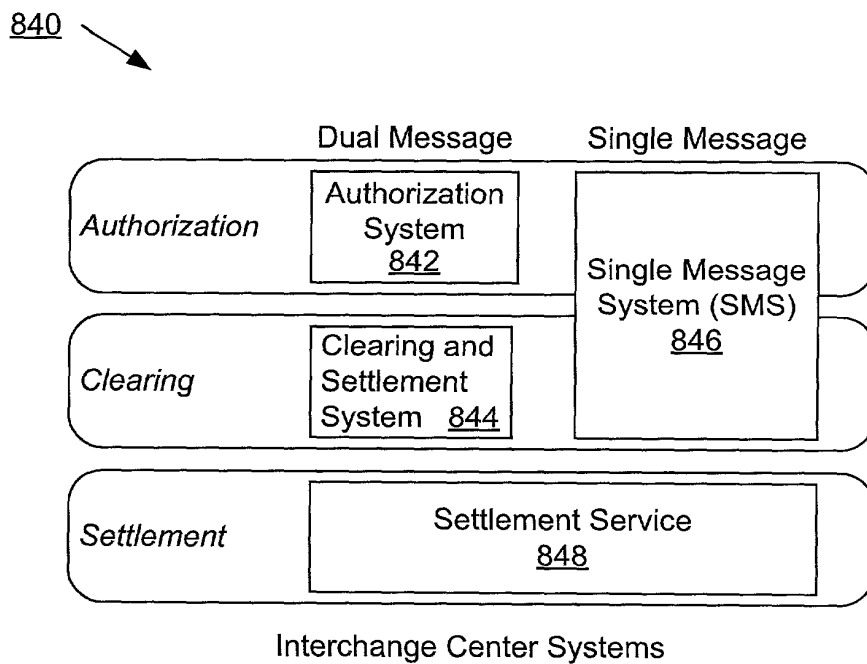 840
Dual Message Single Message
Authorization
Authorization
System
842
Single Message
System (SMS)
846
Clearing
Clearing and
Settlement
System 844
Settlement
Settlement Service
848
Interchange Center Systems